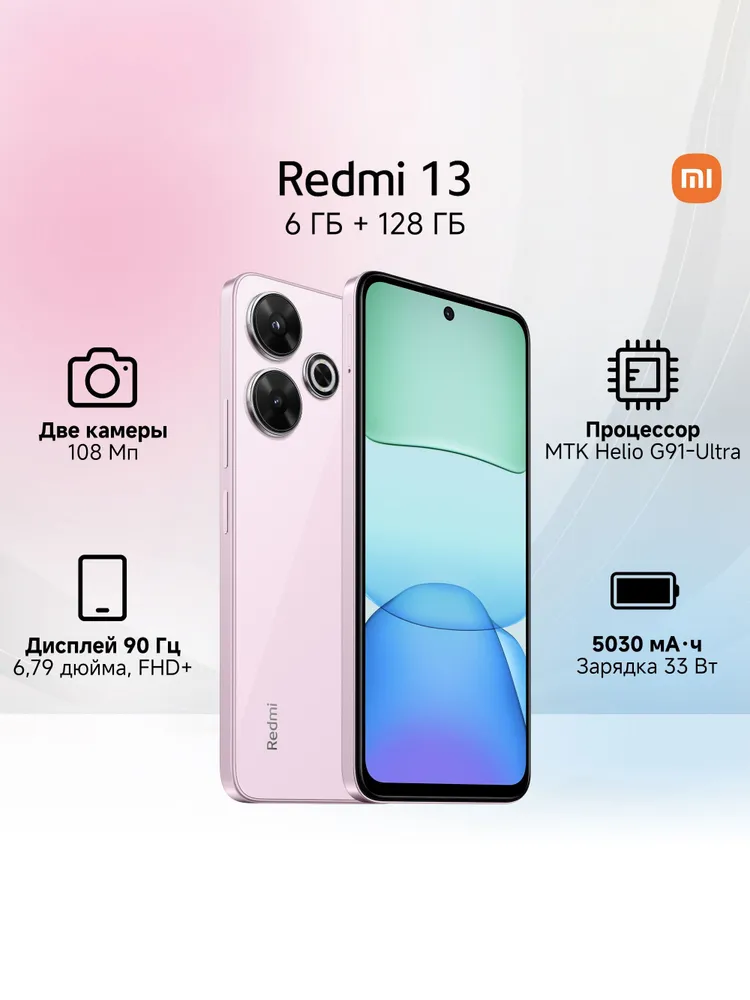 Redmi 13
6 ГБ + 128 ГБ
mi
Две камеры
108 Мп
Процессор
MTK Helio G91-Ultra
Дисплей 90 Гц
6,79 дюйма, FHD+
5030 мА·ч
Зарядка 33 Вт
Redmi